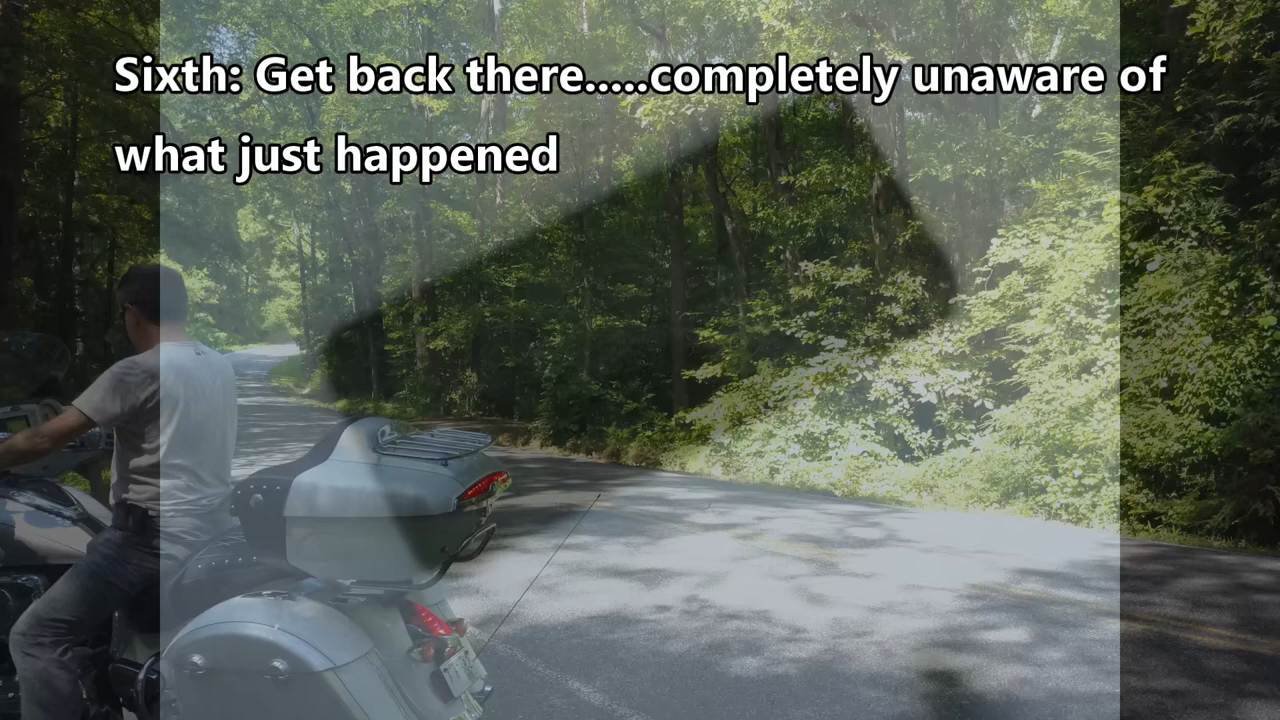 Sixth: Get back there.....completely unaware of
what just happened